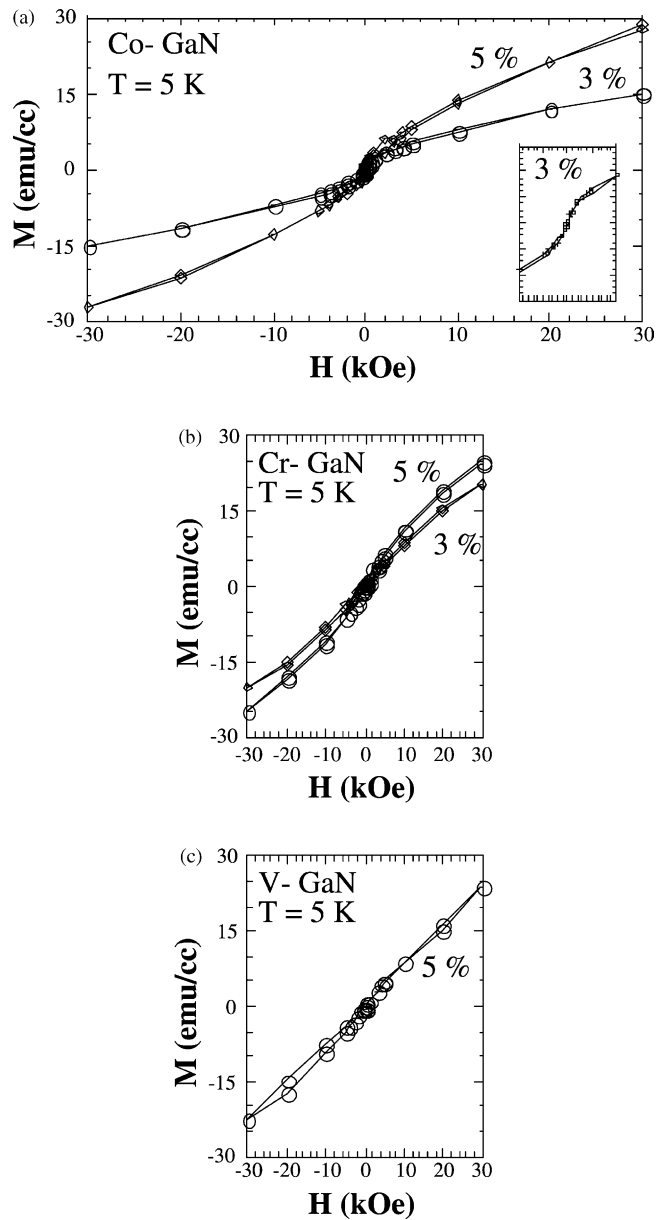 (a)
Co- GaN
T = 5 K
5 %
3 %
3 %
30
15
0
-15
-30
M (emu/cc)
-30 -20 -10 0 10 20 30
H (kOe)
(b)
Cr- GaN
T = 5 K
5 %
3 %
30
15
0
-15
-30
M (emu/cc)
-30 -20 -10 0 10 20 30
H (kOe)
(c)
V- GaN
T = 5 K
5 %
30
15
0
-15
-30
M (emu/cc)
-30 -20 -10 0 10 20 30
H (kOe)